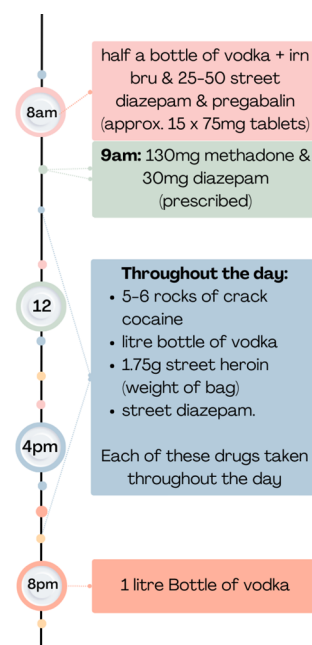 half a bottle of vodka + irn
bru & 25-50 street
diazepam & pregabalin
(approx. 15 x 75mg tablets)
8am
9am: 130mg methadone &
30mg diazepam
(prescribed)
Throughout the day:
• 5-6 rocks of crack
cocaine
• litre bottle of vodka
• 1.75g street heroin
(weight of bag)
• street diazepam.
Each of these drugs taken
throughout the day
12
4pm
8pm
1 litre Bottle of vodka